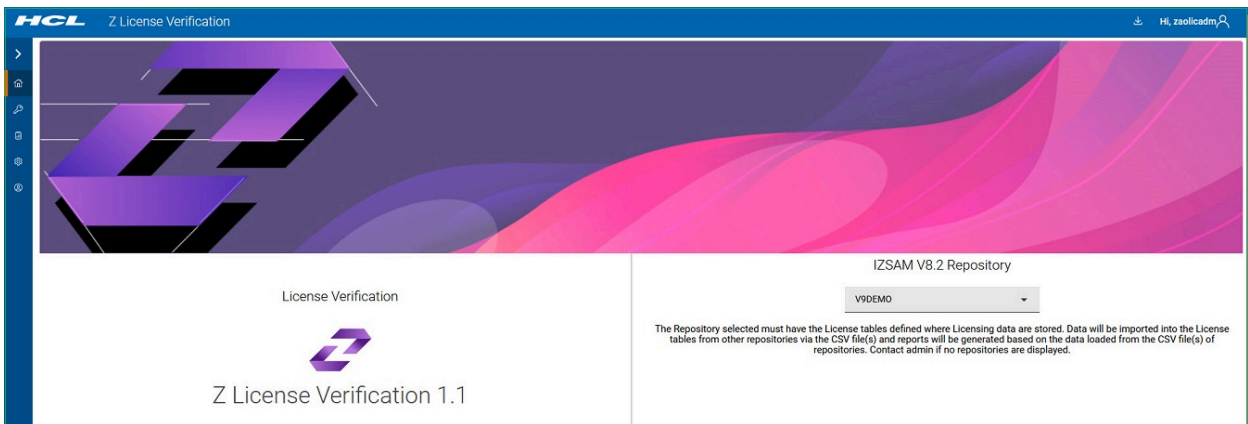 HCL Z License Verification Hi, zaolicadm
License Verification
Z License Verification 1.1
IZSAM V8.2 Repository
V9DEMO
The Repository selected must have the License tables defined where Licensing data are stored. Data will be imported into the License
tables from other repositories via the CSV file(s) and reports will be generated based on the data loaded from the CSV file(s) of
repositories. Contact admin if no repositories are displayed.